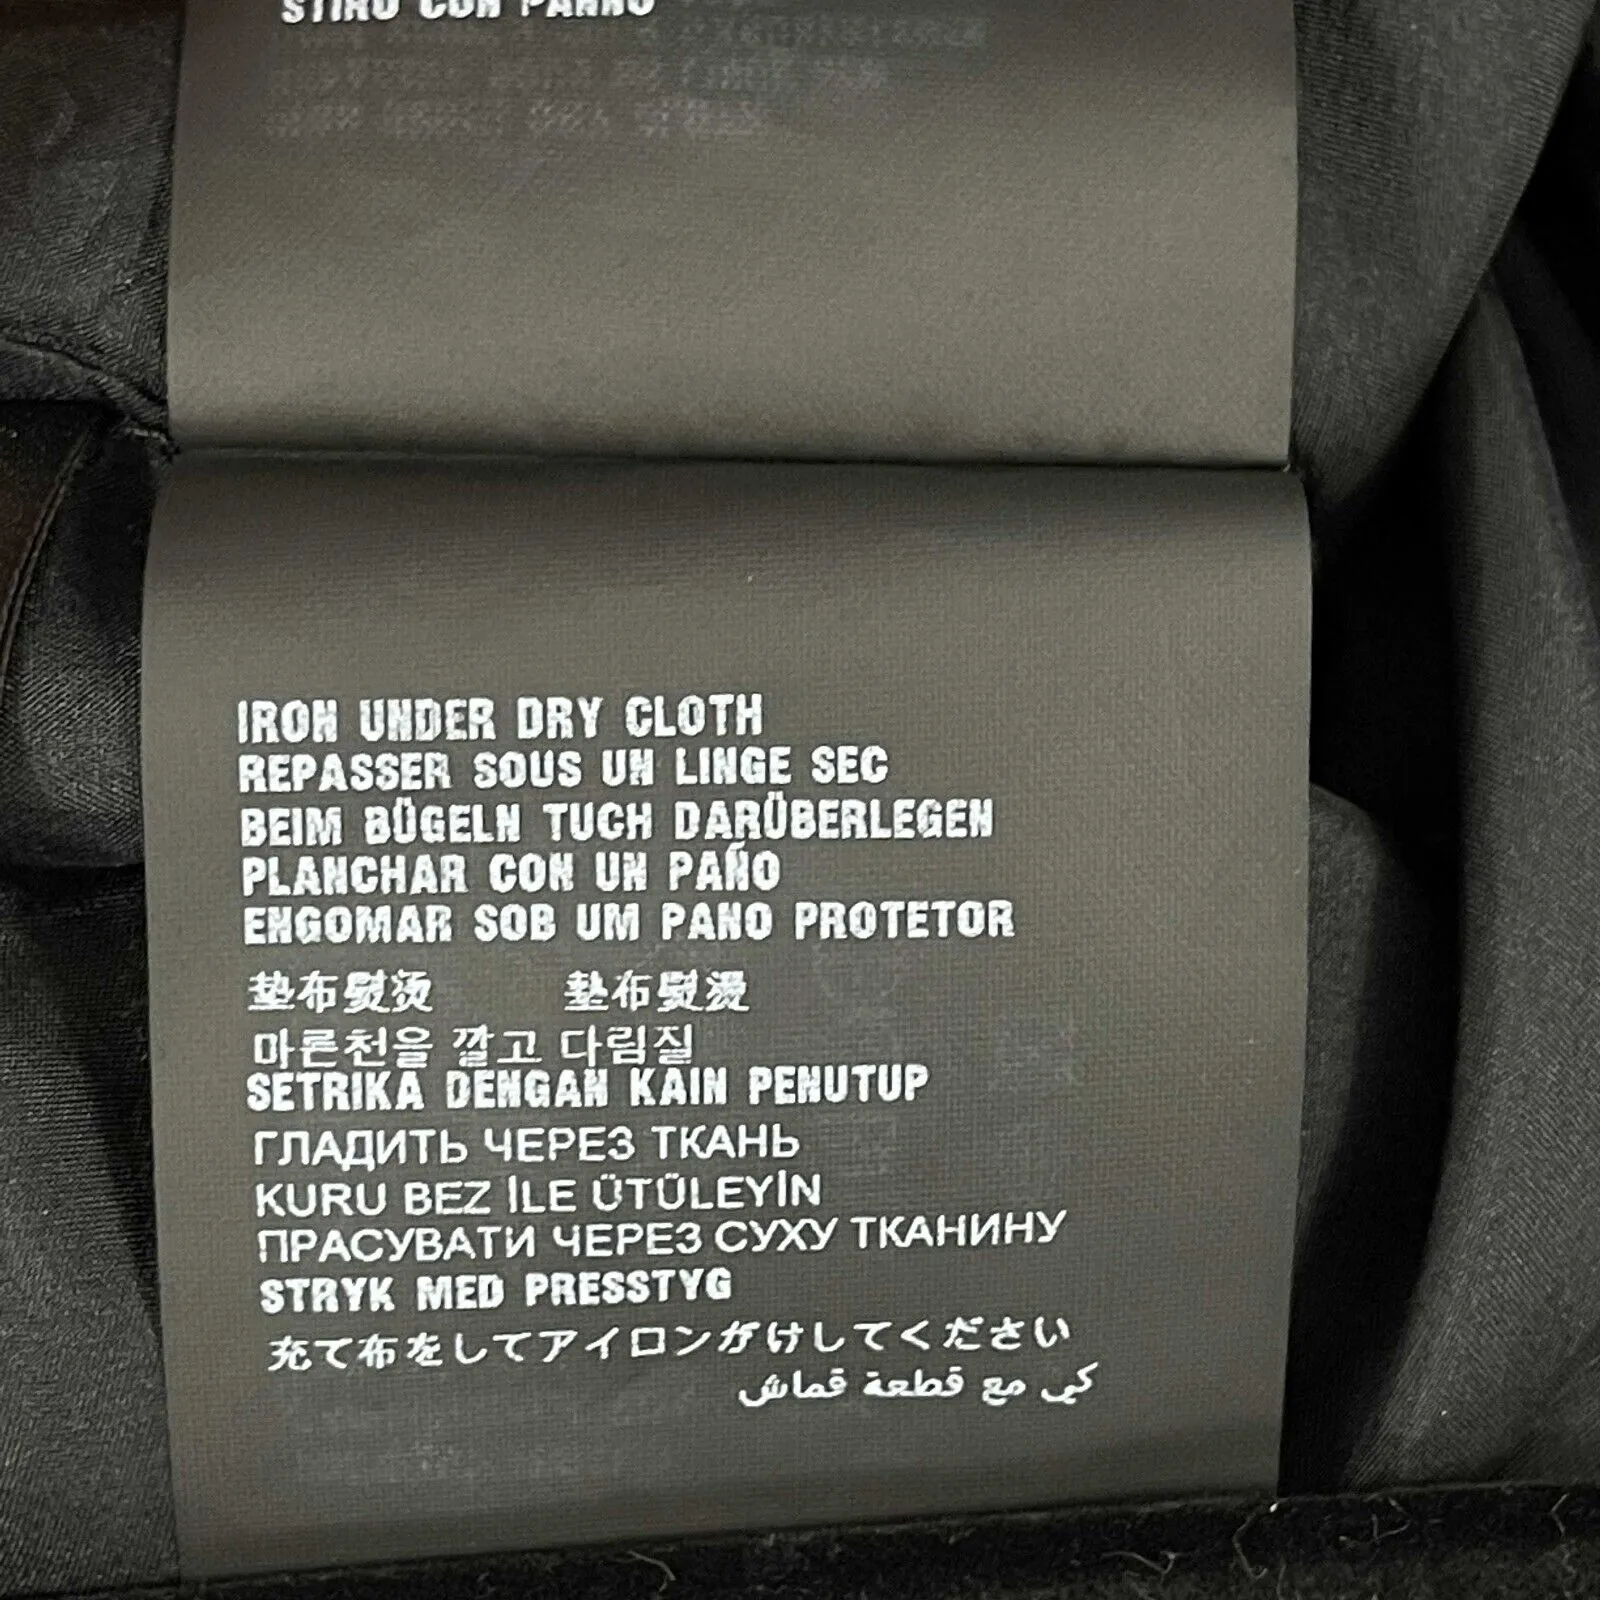 STIRO CON PANNO
IRON UNDER DRY CLOTH
REPASSER SOUS UN LINGE SEC
BEIM BÜGELN TUCH DARÜBERLEGEN
PLANCHAR CON UN PAÑO
ENGOMAR SOB UM PANO PROTETOR
垫布熨烫 墊布熨燙
마른천을 깔고 다림질
SETRIKA DENGAN KAIN PENUTUP
ГЛАДИТЬ ЧЕРЕЗ ТКАНЬ
KURU BEZ İLE ÜTÜLEYİN
ПРАСУВАТИ ЧЕРЕЗ СУХУ ТКАНИНУ
STRYK MED PRESSTYG
充て布をしてアイロンがけしてください
كي مع قطعة قماش